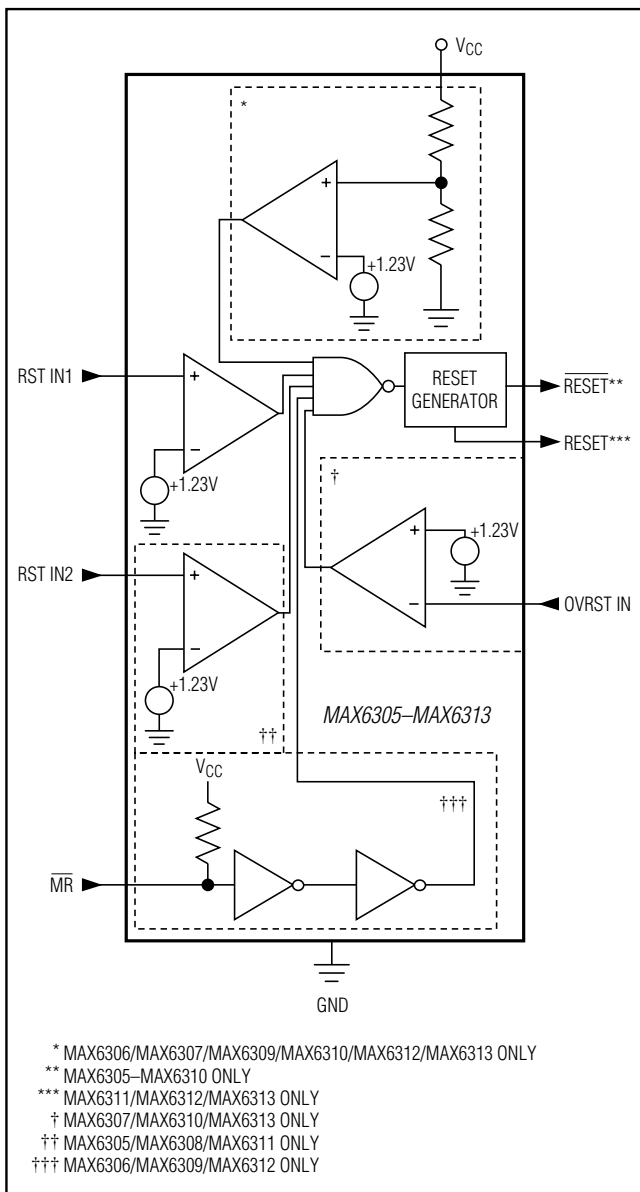 VCC
*
+
−
+1.23V
RST IN1
+
−
+1.23V
RESET
GENERATOR
RESET**
RESET***
†
+
+1.23V
−
OVRST IN
RST IN2
+
−
+1.23V
††
MAX6305–MAX6313
VCC
†††
MR
GND
* MAX6306/MAX6307/MAX6309/MAX6310/MAX6312/MAX6313 ONLY
** MAX6305–MAX6310 ONLY
*** MAX6311/MAX6312/MAX6313 ONLY
† MAX6307/MAX6310/MAX6313 ONLY
†† MAX6305/MAX6308/MAX6311 ONLY
††† MAX6306/MAX6309/MAX6312 ONLY